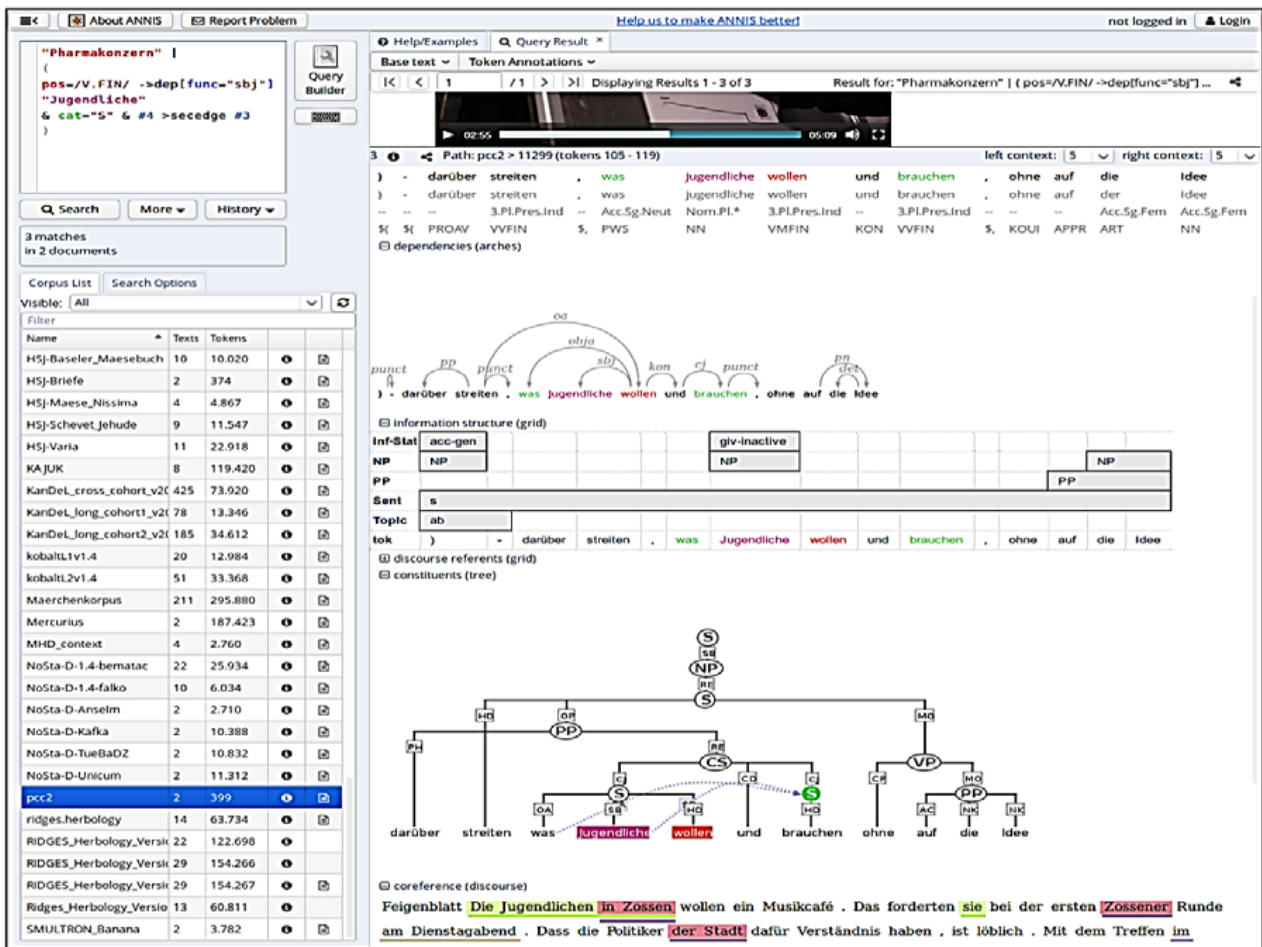 About ANNIS Report Problem Help us to make ANNIS better! not logged in Login
"Pharmakonzern" |
(
pos=/V.FIN/ ->dep[func="sbj"]
"Jugendliche"
& cat="S" & #4 >secedge #3
)
Query
Builder
Search More History
3 matches
in 2 documents
Corpus List Search Options
Visible: All
Filter
Name Texts Tokens
HSJ-Baseler_Maesebuch 10 10.020
HSJ-Briefe 2 374
HSJ-Maese_Nissima 4 4.867
HSJ-Schevet_Jehude 9 11.547
HSJ-Varia 11 22.918
KAJUK 8 119.420
KanDeL_cross_cohort_v20 425 73.920
KanDeL_long_cohort1_v20 78 13.346
KanDeL_long_cohort2_v20 185 34.612
kobaltL1v1.4 20 12.984
kobaltL2v1.4 51 33.368
Maerchenkorpus 211 295.880
Mercurius 2 187.423
MHD_context 4 2.760
NoSta-D-1.4-bematac 22 25.934
NoSta-D-1.4-falko 10 6.034
NoSta-D-Anselm 2 2.710
NoSta-D-Kafka 2 10.388
NoSta-D-TueBaDZ 2 10.832
NoSta-D-Unicum 2 11.312
pcc2 2 399
ridges.herbology 14 63.734
RIDGES_Herbology_Versic 22 122.698
RIDGES_Herbology_Versic 29 154.266
RIDGES_Herbology_Versic 29 154.267
Ridges_Herbology_Versio 13 60.811
SMULTRON_Banana 2 3.782
Help/Examples Query Result ×
Base text Token Annotations
1 / 1 Displaying Results 1 - 3 of 3 Result for: "Pharmakonzern" | ( pos=/V.FIN/ ->dep[func="sbj"] ...
02:55 05:09
3 Path: pcc2 > 11299 (tokens 105 - 119) left context: 5 right context: 5
) - darüber streiten , was Jugendliche wollen und brauchen , ohne auf die Idee
) - darüber streiten , was Jugendliche wollen und brauchen , ohne auf der Idee
-- -- -- 3.Pl.Pres.Ind -- Acc.Sg.Neut Nom.Pl.* 3.Pl.Pres.Ind -- 3.Pl.Pres.Ind -- -- -- Acc.Sg.Fem Acc.Sg.Fem
$( $( PROAV VVFIN $, PWS NN VMFIN KON VVFIN $, KOUI APPR ART NN
dependencies (arches)
oa
obja
punct pp punct sbj kon cj punct pn det
) - darüber streiten , was Jugendliche wollen und brauchen , ohne auf die Idee
information structure (grid)
Inf-Stat acc-gen giv-inactive
NP NP NP NP
PP PP
Sent s
Topic ab
tok ) - darüber streiten , was Jugendliche wollen und brauchen , ohne auf die Idee
discourse referents (grid)
constituents (tree)
S
SB
NP
RE
S
HD OP MO
PP
PH RE
CS VP
CJ CD CJ CP MO
S S PP
OA SB HD HD AC NK NK
darüber streiten was Jugendliche wollen und brauchen ohne auf die Idee
coreference (discourse)
Feigenblatt Die Jugendlichen in Zossen wollen ein Musikcafé . Das forderten sie bei der ersten Zossener Runde
am Dienstagabend . Dass die Politiker der Stadt dafür Verständnis haben , ist löblich . Mit dem Treffen im